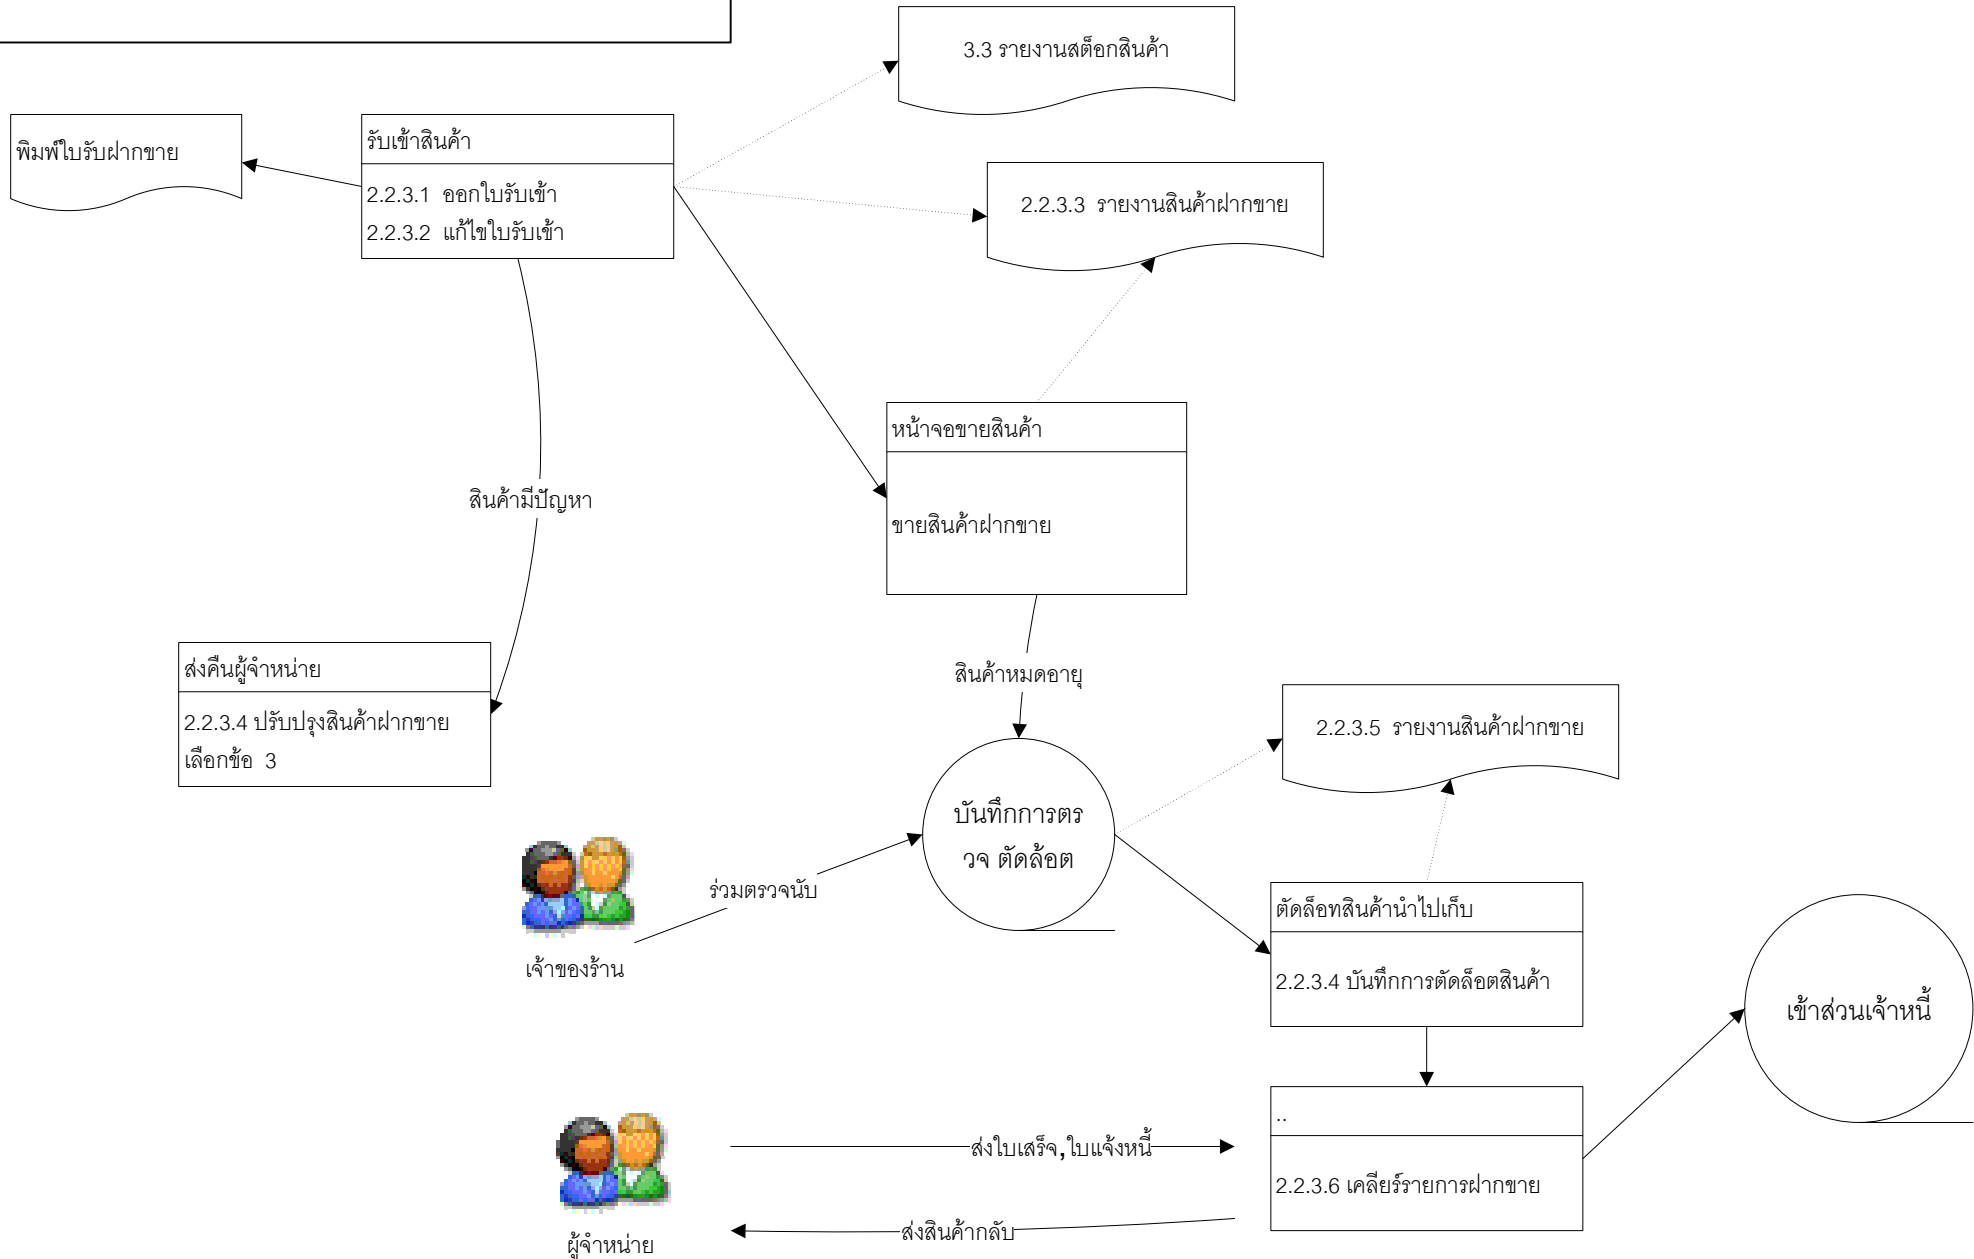 3.3 รายงานสต็อกสินค้า
พิมพ์ใบรับฝากขาย
รับเข้าสินค้า
2.2.3.1 ออกใบรับเข้า
2.2.3.2 แก้ไขใบรับเข้า
2.2.3.3 รายงานสินค้าฝากขาย
หน้าจอขายสินค้า
ขายสินค้าฝากขาย
สินค้ามีปัญหา
ส่งคืนผู้จำหน่าย
2.2.3.4 ปรับปรุงสินค้าฝากขาย
เลือกข้อ 3
สินค้าหมดอายุ
2.2.3.5 รายงานสินค้าฝากขาย
บันทึกการตร
วจ ตัดล้อต
ร่วมตรวจนับ
เจ้าของร้าน
ตัดล็อทสินค้านำไปเก็บ
2.2.3.4 บันทึกการตัดล็อตสินค้า
เข้าส่วนเจ้าหนี้
..
2.2.3.6 เคลียร์รายการฝากขาย
ส่งใบเสร็จ,ใบแจ้งหนี้
ส่งสินค้ากลับ
ผู้จำหน่าย